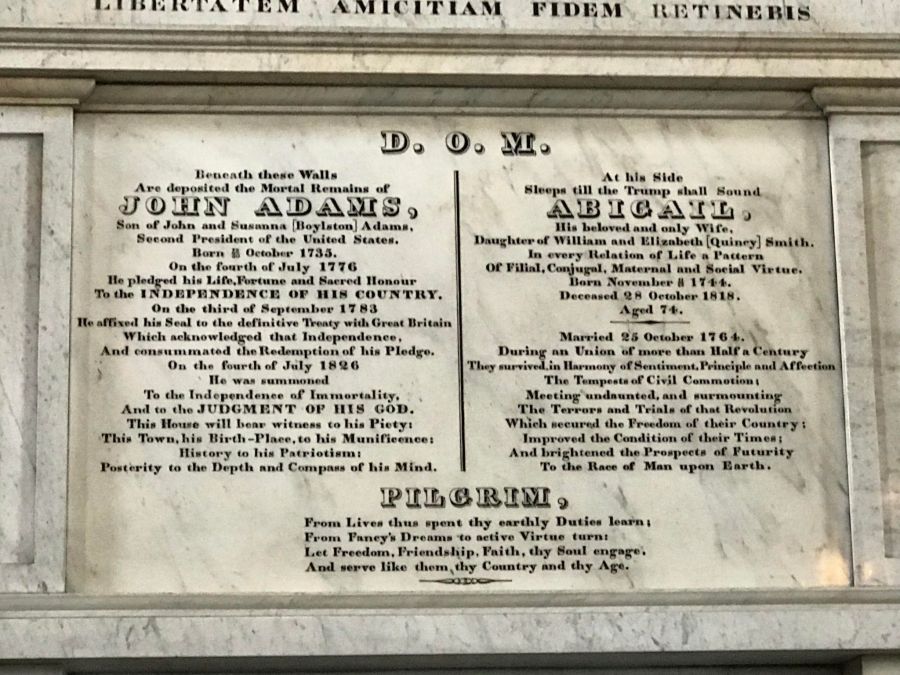 LIBERTATEM AMICITIAM FIDEM RETINEBIS
D. O. M.
Beneath these Walls
Are deposited the Mortal Remains of
JOHN ADAMS,
Son of John and Susanna [Boylston] Adams,
Second President of the United States.
Born October 1735.
On the fourth of July 1776
He pledged his Life, Fortune and Sacred Honour
To the INDEPENDENCE OF HIS COUNTRY.
On the third of September 1783
He affixed his Seal to the definitive Treaty with Great Britain
Which acknowledged that Independence,
And consummated the Redemption of his Pledge.
On the fourth of July 1826
He was summoned
To the Independence of Immortality,
And to the JUDGMENT OF HIS GOD.
This House will bear witness to his Piety:
This Town, his Birth-Place, to his Munificence:
History to his Patriotism:
Posterity to the Depth and Compass of his Mind.
At his Side
Sleeps till the Trump shall Sound
ABIGAIL,
His beloved and only Wife,
Daughter of William and Elizabeth [Quincy] Smith.
In every Relation of Life a Pattern
Of Filial, Conjugal, Maternal and Social Virtue.
Born November 1744.
Deceased 28 October 1818.
Aged 74.
Married 25 October 1764.
During an Union of more than Half a Century
They survived, in Harmony of Sentiment, Principle and Affection
The Tempests of Civil Commotion;
Meeting undaunted, and surmounting
The Terrors and Trials of that Revolution
Which secured the Freedom of their Country;
Improved the Condition of their Times;
And brightened the Prospects of Futurity
To the Race of Man upon Earth.
PILGRIM,
From Lives thus spent thy earthly Duties learn;
From Fancy's Dreams to active Virtue turn:
Let Freedom, Friendship, Faith, thy Soul engage,
And serve like them, thy Country and thy Age.